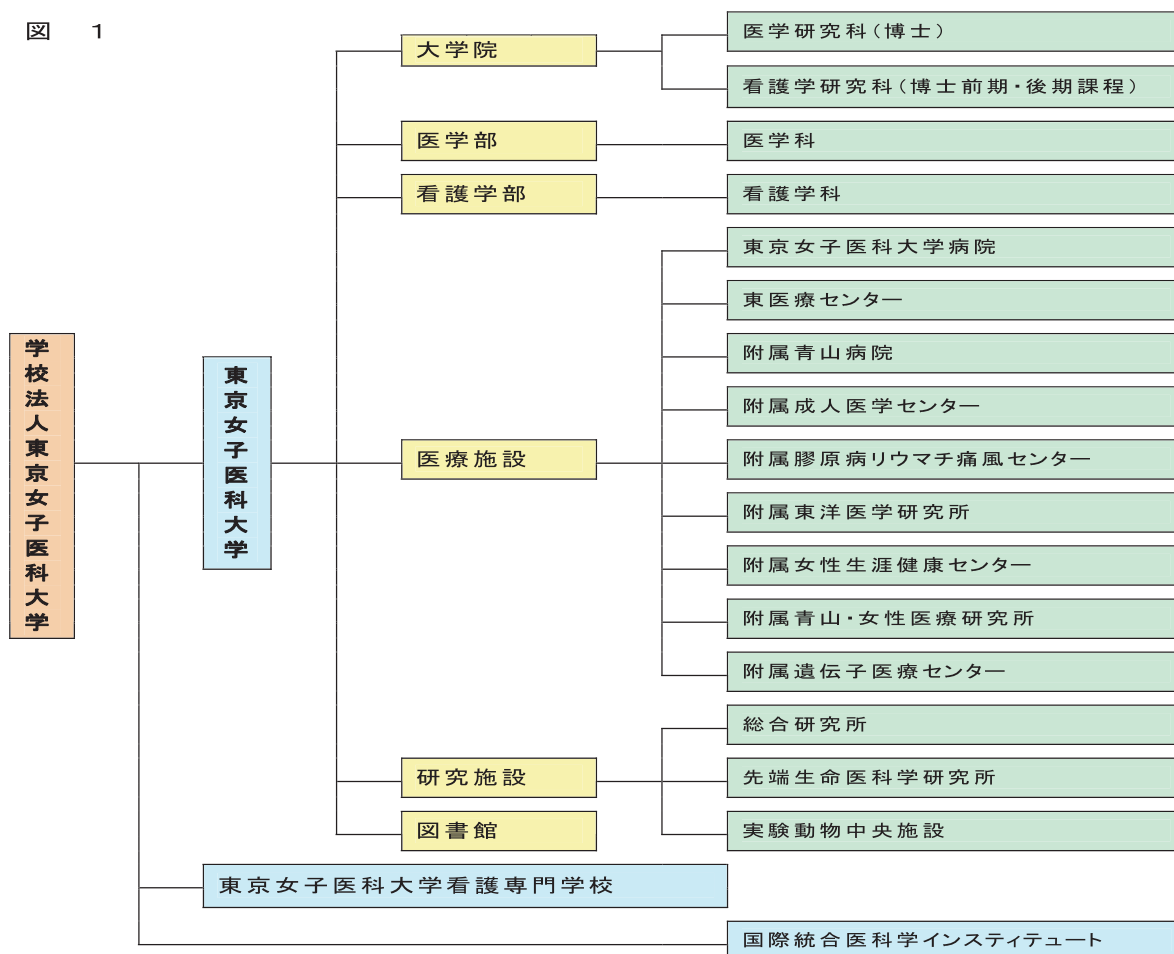 図 1
学校法人東京女子医科大学
東京女子医科大学
大学院
医学研究科(博士)
看護学研究科(博士前期・後期課程)
医学部
医学科
看護学部
看護学科
医療施設
東京女子医科大学病院
東医療センター
附属青山病院
附属成人医学センター
附属膠原病リウマチ痛風センター
附属東洋医学研究所
附属女性生涯健康センター
附属青山・女性医療研究所
附属遺伝子医療センター
研究施設
総合研究所
先端生命医科学研究所
実験動物中央施設
図書館
東京女子医科大学看護専門学校
国際統合医科学インスティテュート